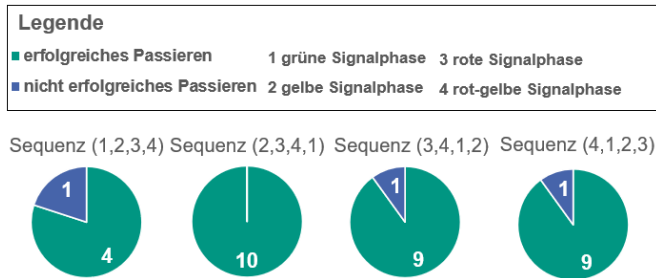 Legende
erfolgreiches Passieren 1 grüne Signalphase 3 rote Signalphase
nicht erfolgreiches Passieren 2 gelbe Signalphase 4 rot-gelbe Signalphase
Sequenz (1,2,3,4) Sequenz (2,3,4,1) Sequenz (3,4,1,2) Sequenz (4,1,2,3)
1 1 1
4 10 9 9